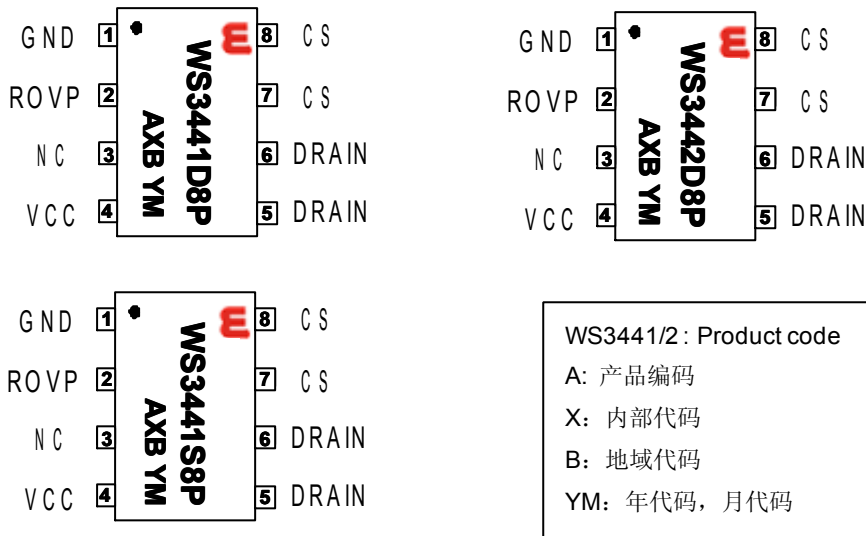 GND 1 8 CS
ROVP 2 7 CS
NC 3 6 DRAIN
VCC 4 5 DRAIN
WS3441D8P
AXB YM
GND 1 8 CS
ROVP 2 7 CS
NC 3 6 DRAIN
VCC 4 5 DRAIN
WS3442D8P
AXB YM
GND 1 8 CS
ROVP 2 7 CS
NC 3 6 DRAIN
VCC 4 5 DRAIN
WS3441S8P
AXB YM
WS3441/2 : Product code
A: 产品编码
X：内部代码
B：地域代码
YM：年代码，月代码